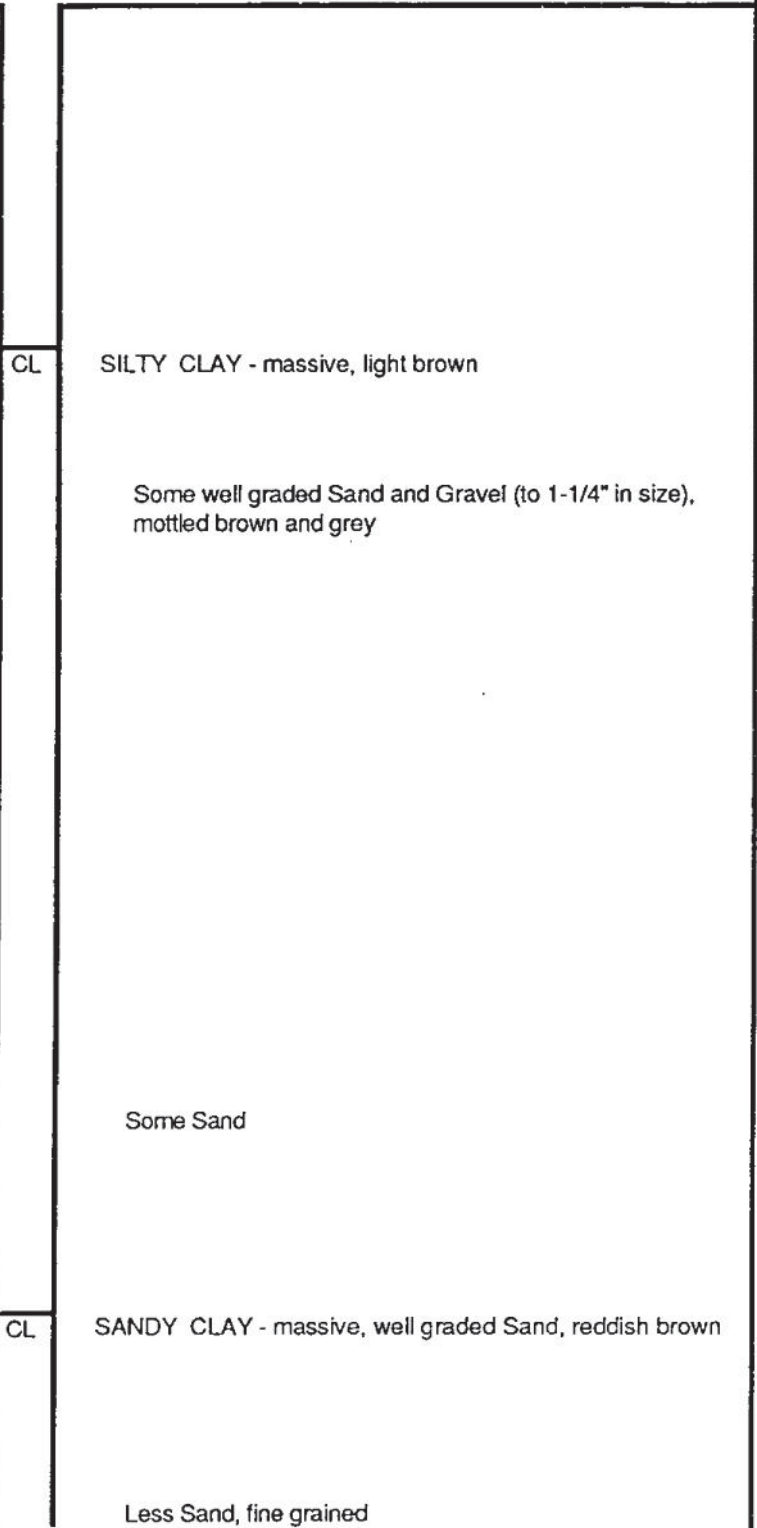 CL SILTY CLAY - massive, light brown
Some well graded Sand and Gravel (to 1-1/4" in size),
mottled brown and grey
Some Sand
CL SANDY CLAY - massive, well graded Sand, reddish brown
Less Sand, fine grained